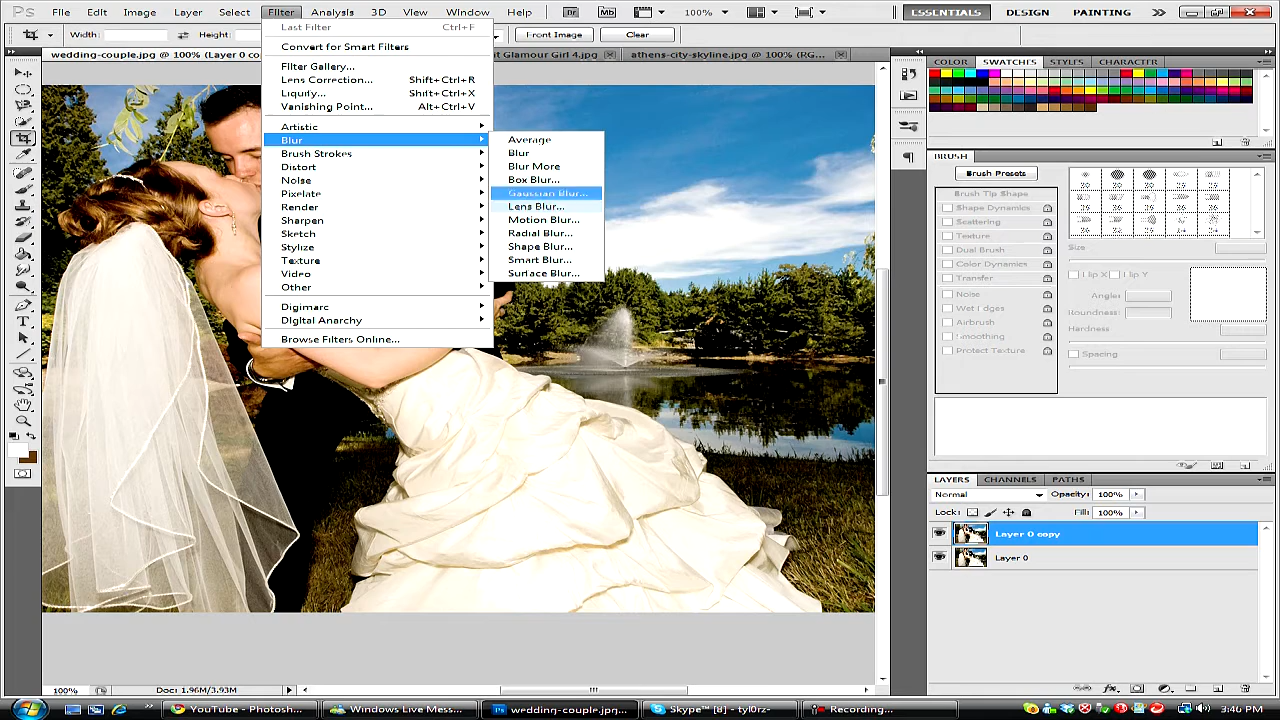 Ps File Edit Image Layer Select Filter Analysis 3D View Window Help Br Mb 100% ESSENTIALS DESIGN PAINTING
Width: Height: Front Image Clear
wedding-couple.jpg @ 100% (Layer 0 co
t Glamour Girl 4.jpg
athens-city-skyline.jpg @ 100% (RG...
Last Filter Ctrl+F
Convert for Smart Filters
Filter Gallery...
Lens Correction... Shift+Ctrl+R
Liquify... Shift+Ctrl+X
Vanishing Point... Alt+Ctrl+V
Artistic
Blur
Brush Strokes
Distort
Noise
Pixelate
Render
Sharpen
Sketch
Stylize
Texture
Video
Other
Digimarc
Digital Anarchy
Browse Filters Online...
Average
Blur
Blur More
Box Blur...
Gaussian Blur...
Lens Blur...
Motion Blur...
Radial Blur...
Shape Blur...
Smart Blur...
Surface Blur...
COLOR SWATCHES STYLES CHARACTER
BRUSH
Brush Presets
Brush Tip Shape
Shape Dynamics
Scattering
Texture
Dual Brush
Color Dynamics
Transfer
Noise
Wet Edges
Airbrush
Smoothing
Protect Texture
Size
Flip X Flip Y
Angle:
Roundness:
Hardness
Spacing
LAYERS CHANNELS PATHS
Normal Opacity: 100%
Lock: Fill: 100%
Layer 0 copy
Layer 0
100% Doc: 1.96M/3.93M
YouTube - Photosh...
Windows Live Mess...
wedding-couple.jpg...
Skype™ [8] - tyl0rz-
Recording...
3:46 PM